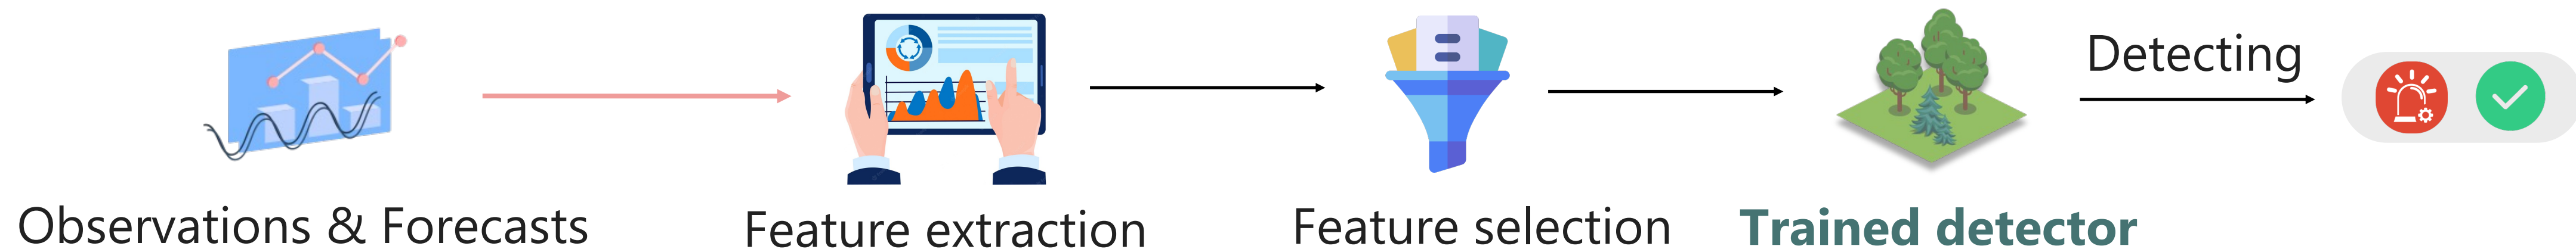 Detecting
Observations & Forecasts
Feature extraction
Feature selection
Trained detector